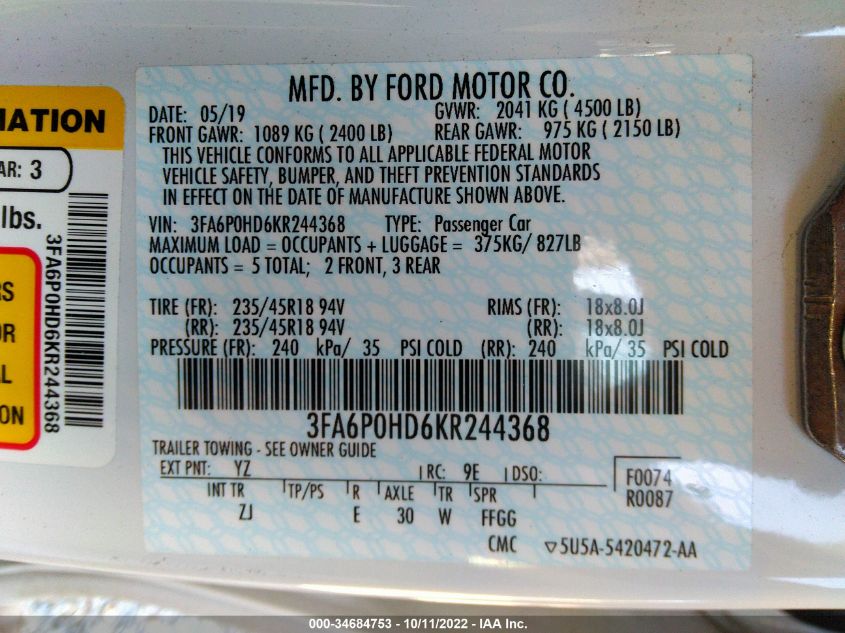 MATION
AR: 3
lbs.
RS
OR
AL
ON
3FA6P0HD6KR244368
MFD. BY FORD MOTOR CO.
DATE: 05/19 GVWR: 2041 KG ( 4500 LB)
FRONT GAWR: 1089 KG ( 2400 LB) REAR GAWR: 975 KG ( 2150 LB)
THIS VEHICLE CONFORMS TO ALL APPLICABLE FEDERAL MOTOR
VEHICLE SAFETY, BUMPER, AND THEFT PREVENTION STANDARDS
IN EFFECT ON THE DATE OF MANUFACTURE SHOWN ABOVE.
VIN: 3FA6P0HD6KR244368 TYPE: Passenger Car
MAXIMUM LOAD = OCCUPANTS + LUGGAGE = 375KG/ 827LB
OCCUPANTS = 5 TOTAL; 2 FRONT, 3 REAR
TIRE (FR): 235/45R18 94V RIMS (FR): 18x8.0J
(RR): 235/45R18 94V (RR): 18x8.0J
PRESSURE (FR): 240 kPa/ 35 PSI COLD (RR): 240 kPa/ 35 PSI COLD
3FA6P0HD6KR244368
TRAILER TOWING - SEE OWNER GUIDE
EXT PNT: YZ RC: 9E DSO: F0074
R0087
INT TR TP/PS R AXLE TR SPR
ZJ E 30 W FFGG
CMC ▽5U5A-5420472-AA
000-34684753 - 10/11/2022 - IAA Inc.